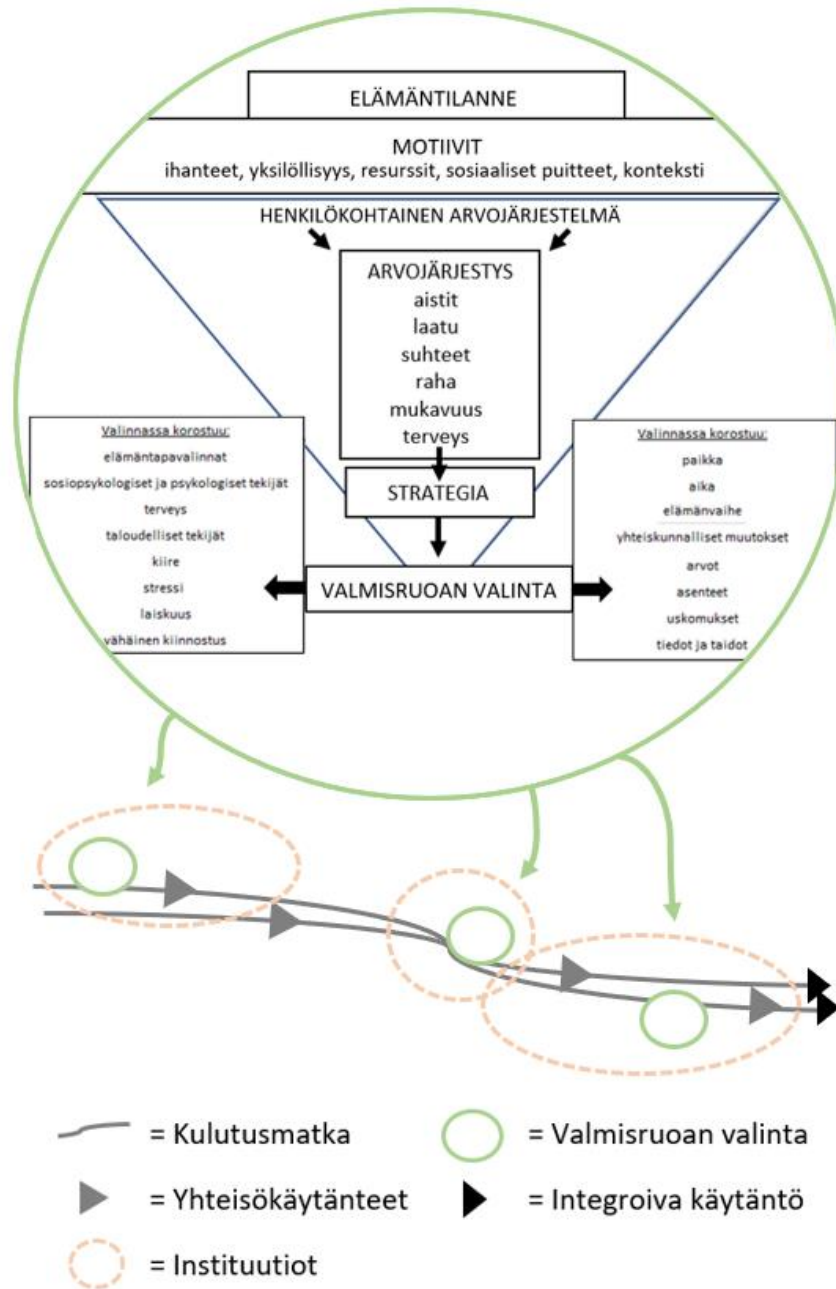 ELÄMÄNTILANNE
MOTIIVIT
ihanteet, yksilöllisyys, resurssit, sosiaaliset puitteet, konteksti
HENKILÖKOHTAINEN ARVOJÄRJESTELMÄ
ARVOJÄRJESTYS
aistit
laatu
suhteet
raha
mukavuus
terveys
STRATEGIA
VALMISRUOAN VALINTA
Valinnassa korostuu:
elämäntapavalinnat
sosiopsykologiset ja psykologiset tekijät
terveys
taloudelliset tekijät
kiire
stressi
laiskuus
vähäinen kiinnostus
Valinnassa korostuu:
paikka
aika
elämänvaihe
yhteiskunnalliset muutokset
arvot
asenteet
uskomukset
tiedot ja taidot
= Kulutusmatka
= Valmisruoan valinta
= Yhteisökäytänteet
= Integroiva käytäntö
= Instituutiot